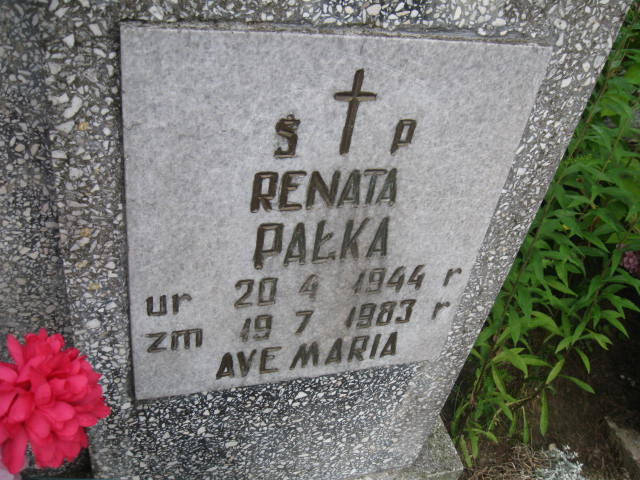 Ś P
RENATA
PAŁKA
ur 20 4 1944 r
zm 19 7 1983 r
AVE MARIA